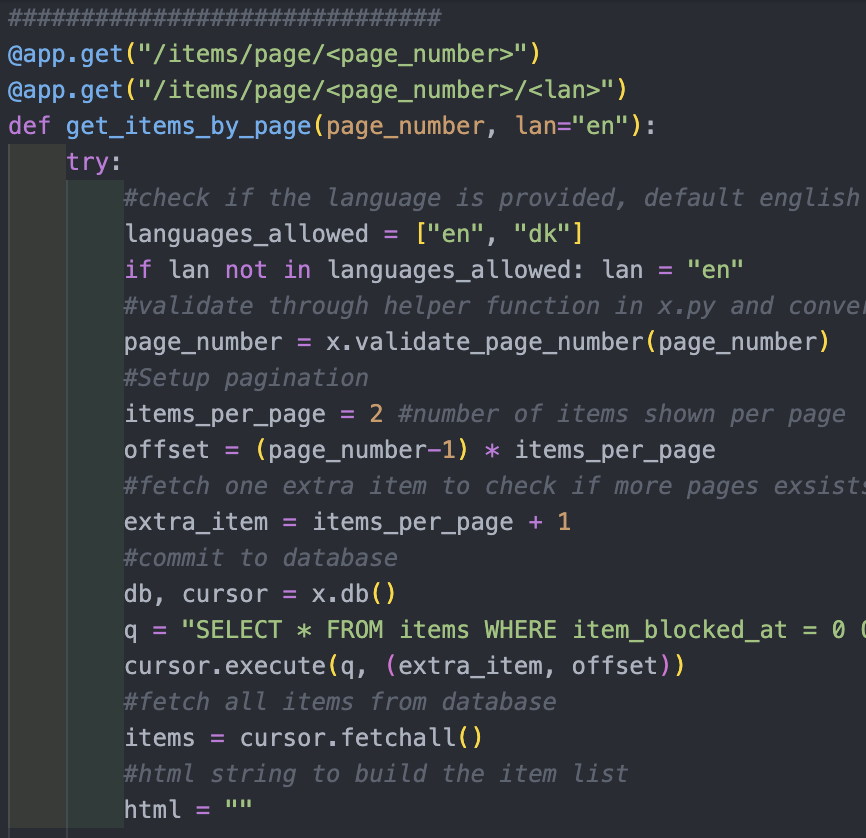 ##############################
@app.get("/items/page/<page_number>")
@app.get("/items/page/<page_number>/<lan>")
def get_items_by_page(page_number, lan="en"):
try:
#check if the language is provided, default english
languages_allowed = ["en", "dk"]
if lan not in languages_allowed: lan = "en"
#validate through helper function in x.py and conve
page_number = x.validate_page_number(page_number)
#Setup pagination
items_per_page = 2 #number of items shown per page
offset = (page_number-1) * items_per_page
#fetch one extra item to check if more pages exsists
extra_item = items_per_page + 1
#commit to database
db, cursor = x.db()
q = "SELECT * FROM items WHERE item_blocked_at = 0
cursor.execute(q, (extra_item, offset))
#fetch all items from database
items = cursor.fetchall()
#html string to build the item list
html = ""